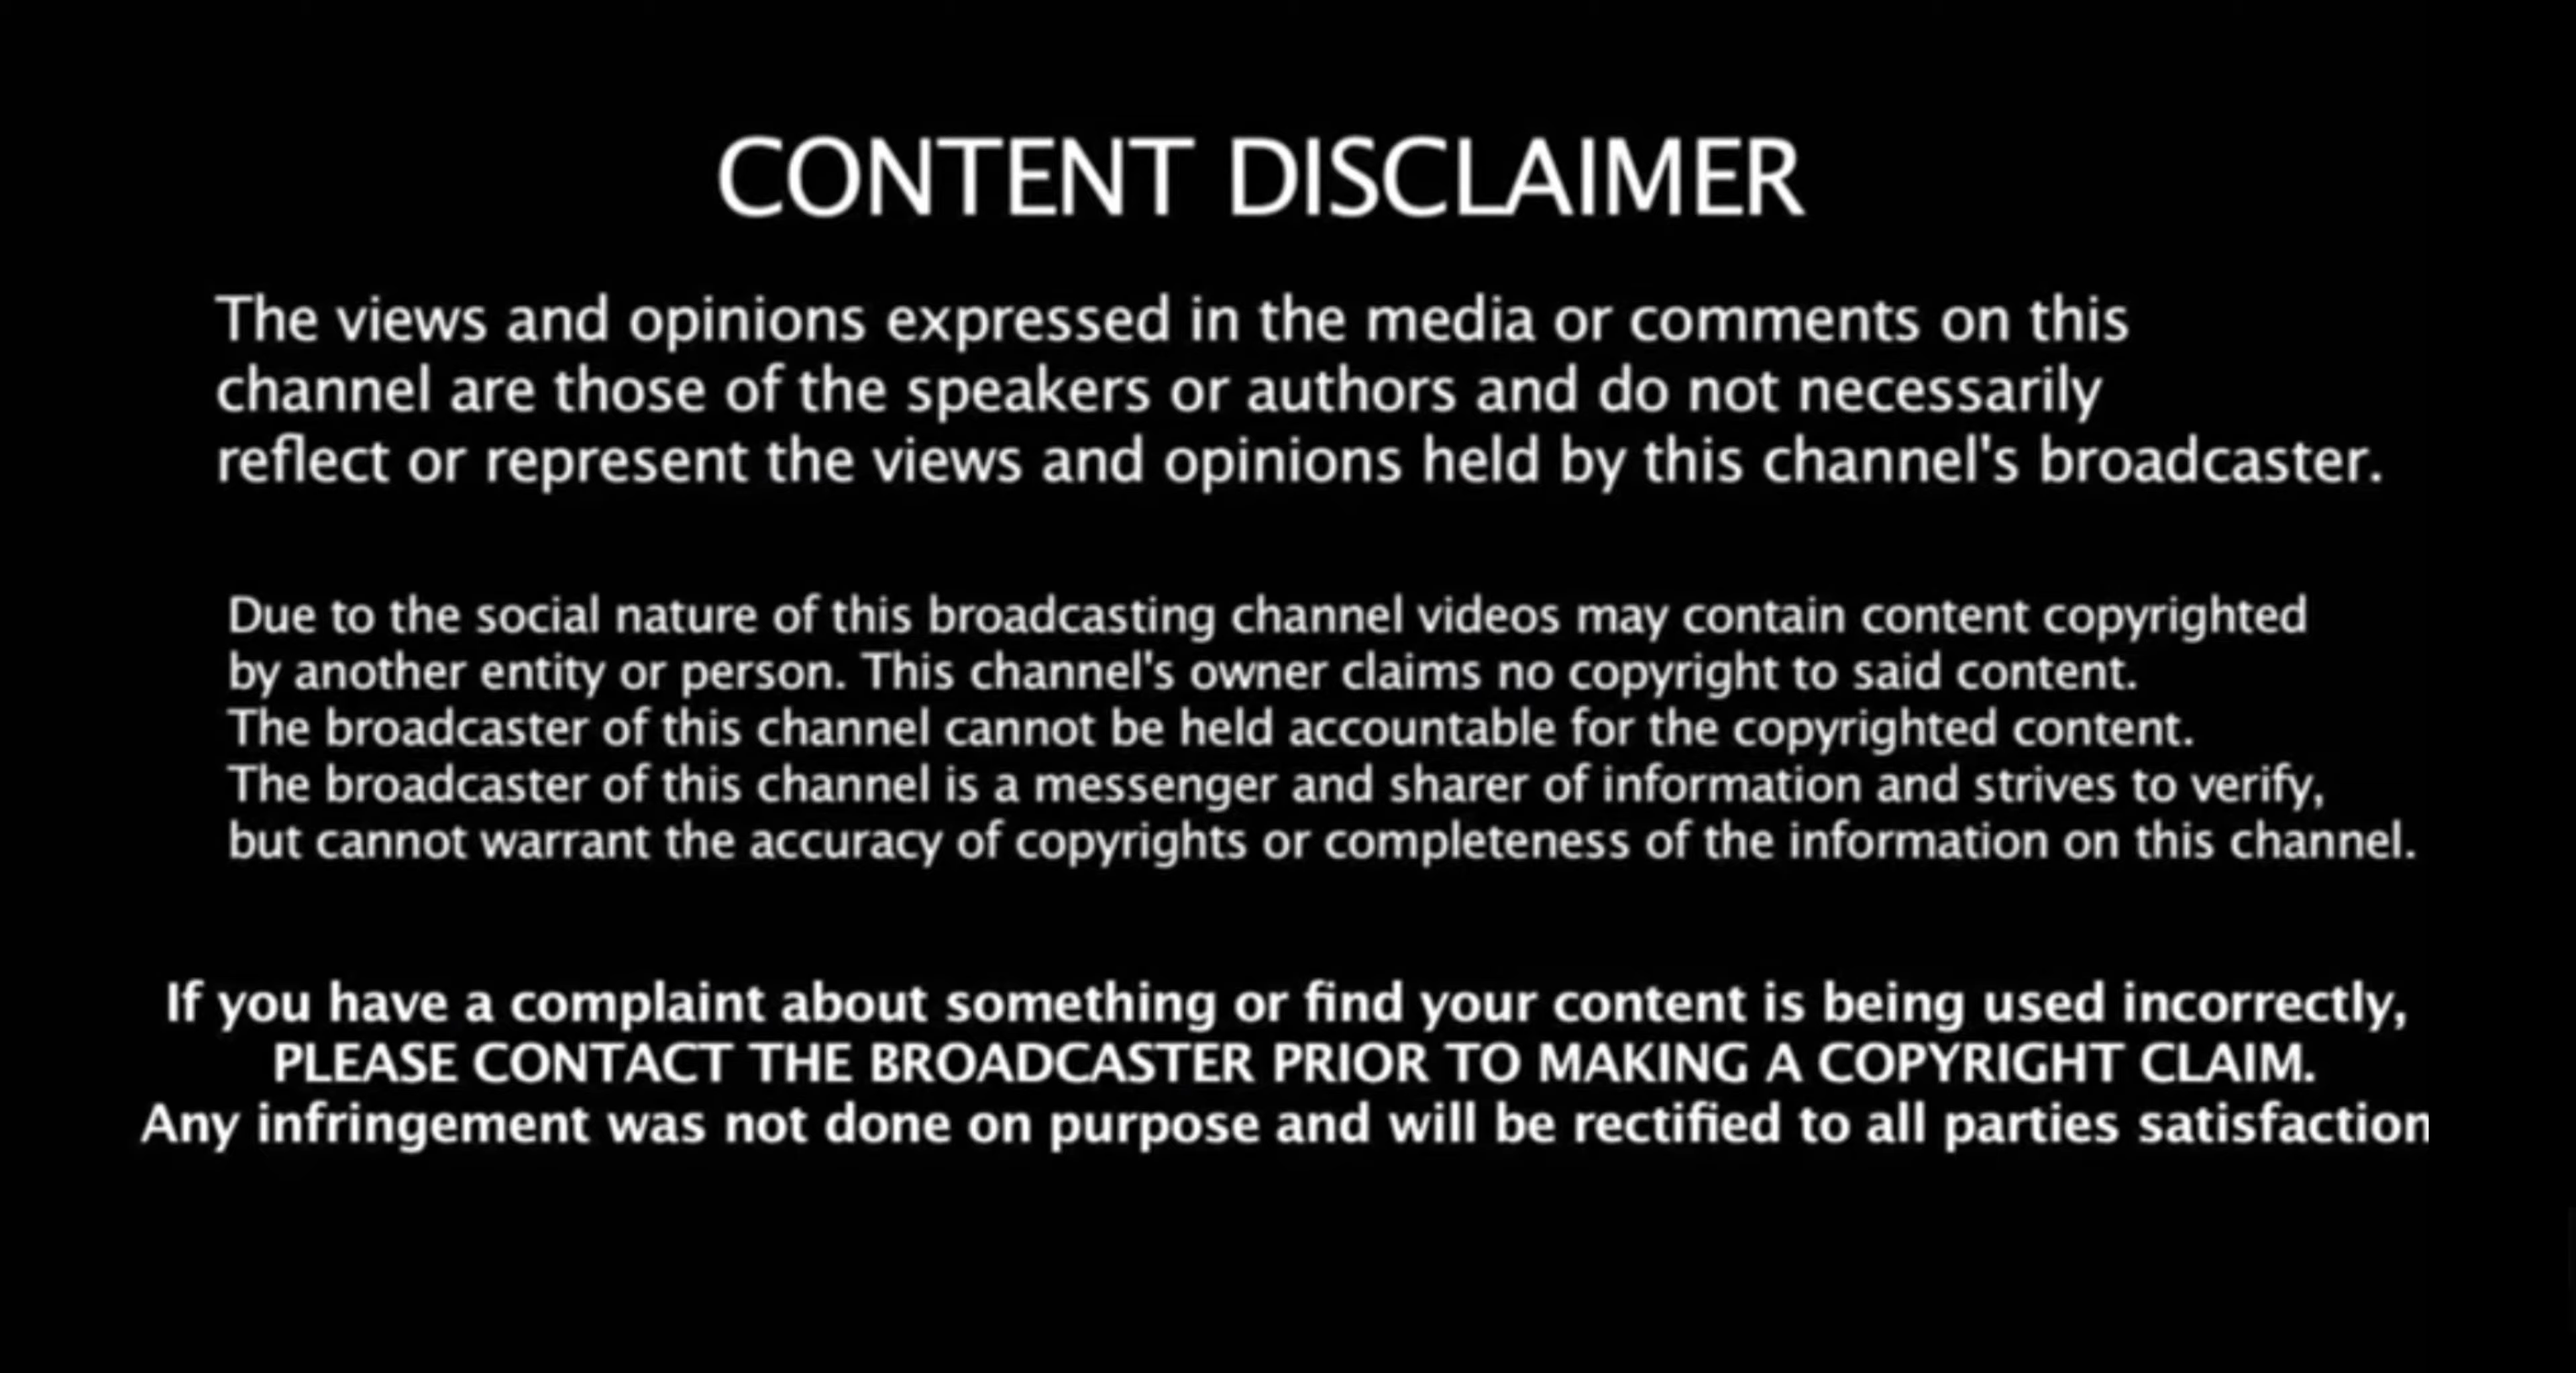 CONTENT DISCLAIMER
The views and opinions expressed in the media or comments on this
channel are those of the speakers or authors and do not necessarily
reflect or represent the views and opinions held by this channel's broadcaster.
Due to the social nature of this broadcasting channel videos may contain content copyrighted
by another entity or person. This channel's owner claims no copyright to said content.
The broadcaster of this channel cannot be held accountable for the copyrighted content.
The broadcaster of this channel is a messenger and sharer of information and strives to verify,
but cannot warrant the accuracy of copyrights or completeness of the information on this channel.
If you have a complaint about something or find your content is being used incorrectly,
PLEASE CONTACT THE BROADCASTER PRIOR TO MAKING A COPYRIGHT CLAIM.
Any infringement was not done on purpose and will be rectified to all parties satisfaction